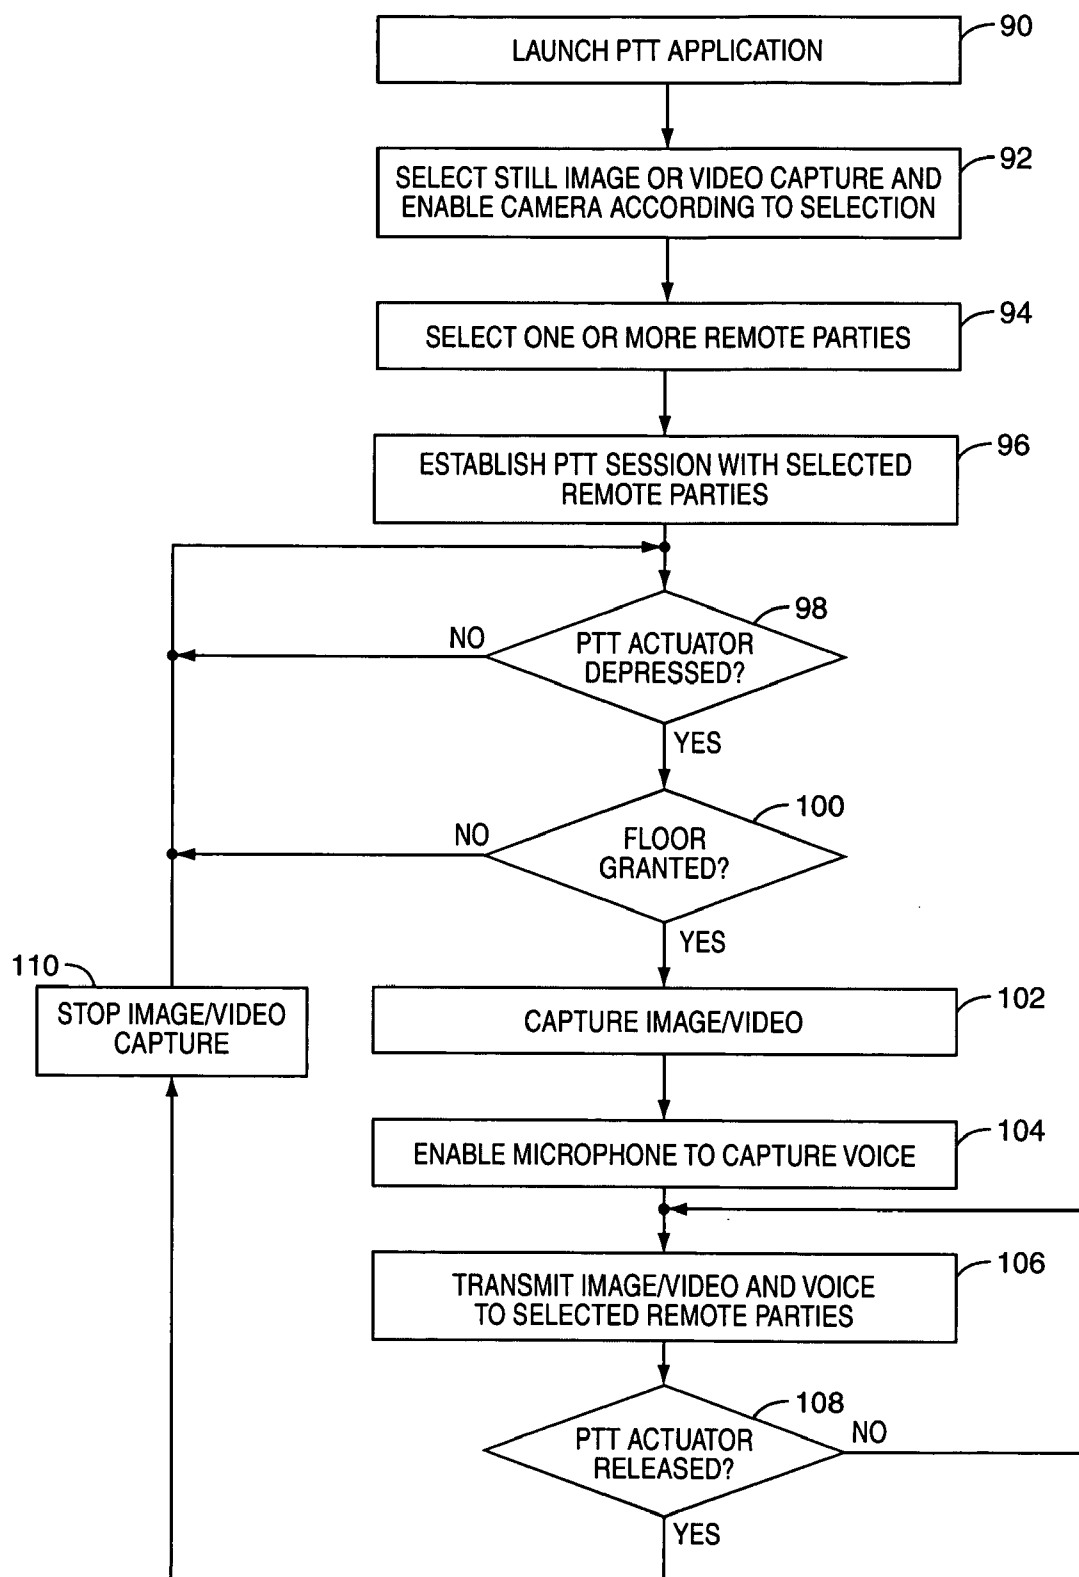 LAUNCH PTT APPLICATION
90
SELECT STILL IMAGE OR VIDEO CAPTURE AND
ENABLE CAMERA ACCORDING TO SELECTION
92
SELECT ONE OR MORE REMOTE PARTIES
94
ESTABLISH PTT SESSION WITH SELECTED
REMOTE PARTIES
96
98
NO
PTT ACTUATOR
DEPRESSED?
YES
100
NO
FLOOR
GRANTED?
YES
110
STOP IMAGE/VIDEO
CAPTURE
102
CAPTURE IMAGE/VIDEO
104
ENABLE MICROPHONE TO CAPTURE VOICE
106
TRANSMIT IMAGE/VIDEO AND VOICE
TO SELECTED REMOTE PARTIES
108
PTT ACTUATOR
RELEASED?
NO
YES